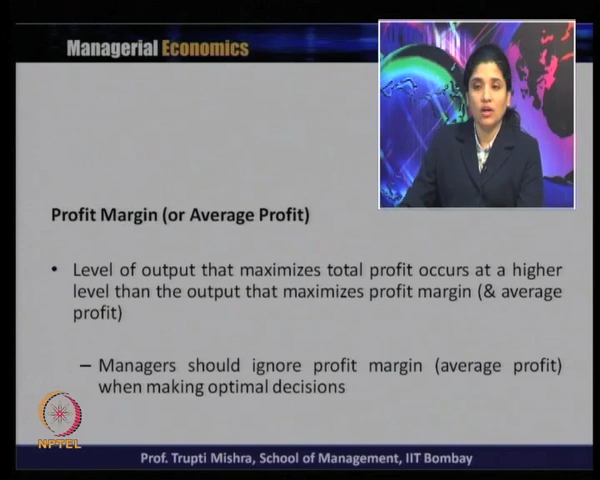 Managerial Economics
Profit Margin (or Average Profit)
• Level of output that maximizes total profit occurs at a higher
level than the output that maximizes profit margin (& average
profit)
– Managers should ignore profit margin (average profit)
when making optimal decisions
NPTEL
Prof. Trupti Mishra, School of Management, IIT Bombay